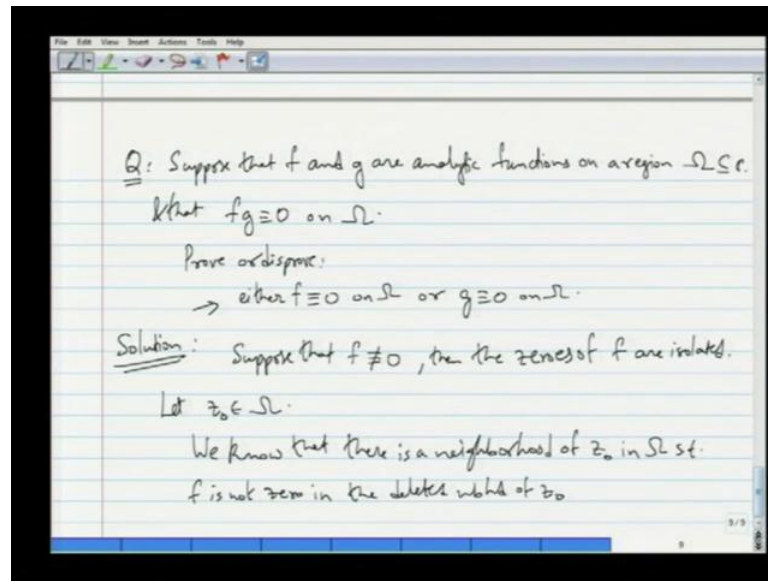 File Edit View Insert Actions Tools Help
Q: Suppose that f and g are analytic functions on a region Ω ⊆ ℂ.
& that fg ≡ 0 on Ω.
Prove or disprove:
→ either f ≡ 0 on Ω or g ≡ 0 on Ω.
Solution: Suppose that f ≢ 0, then the zeroes of f are isolated.
Let z₀ ∈ Ω.
We know that there is a neighborhood of z₀ in Ω s.t.
f is not zero in the deleted nbhd of z₀
9/9
9